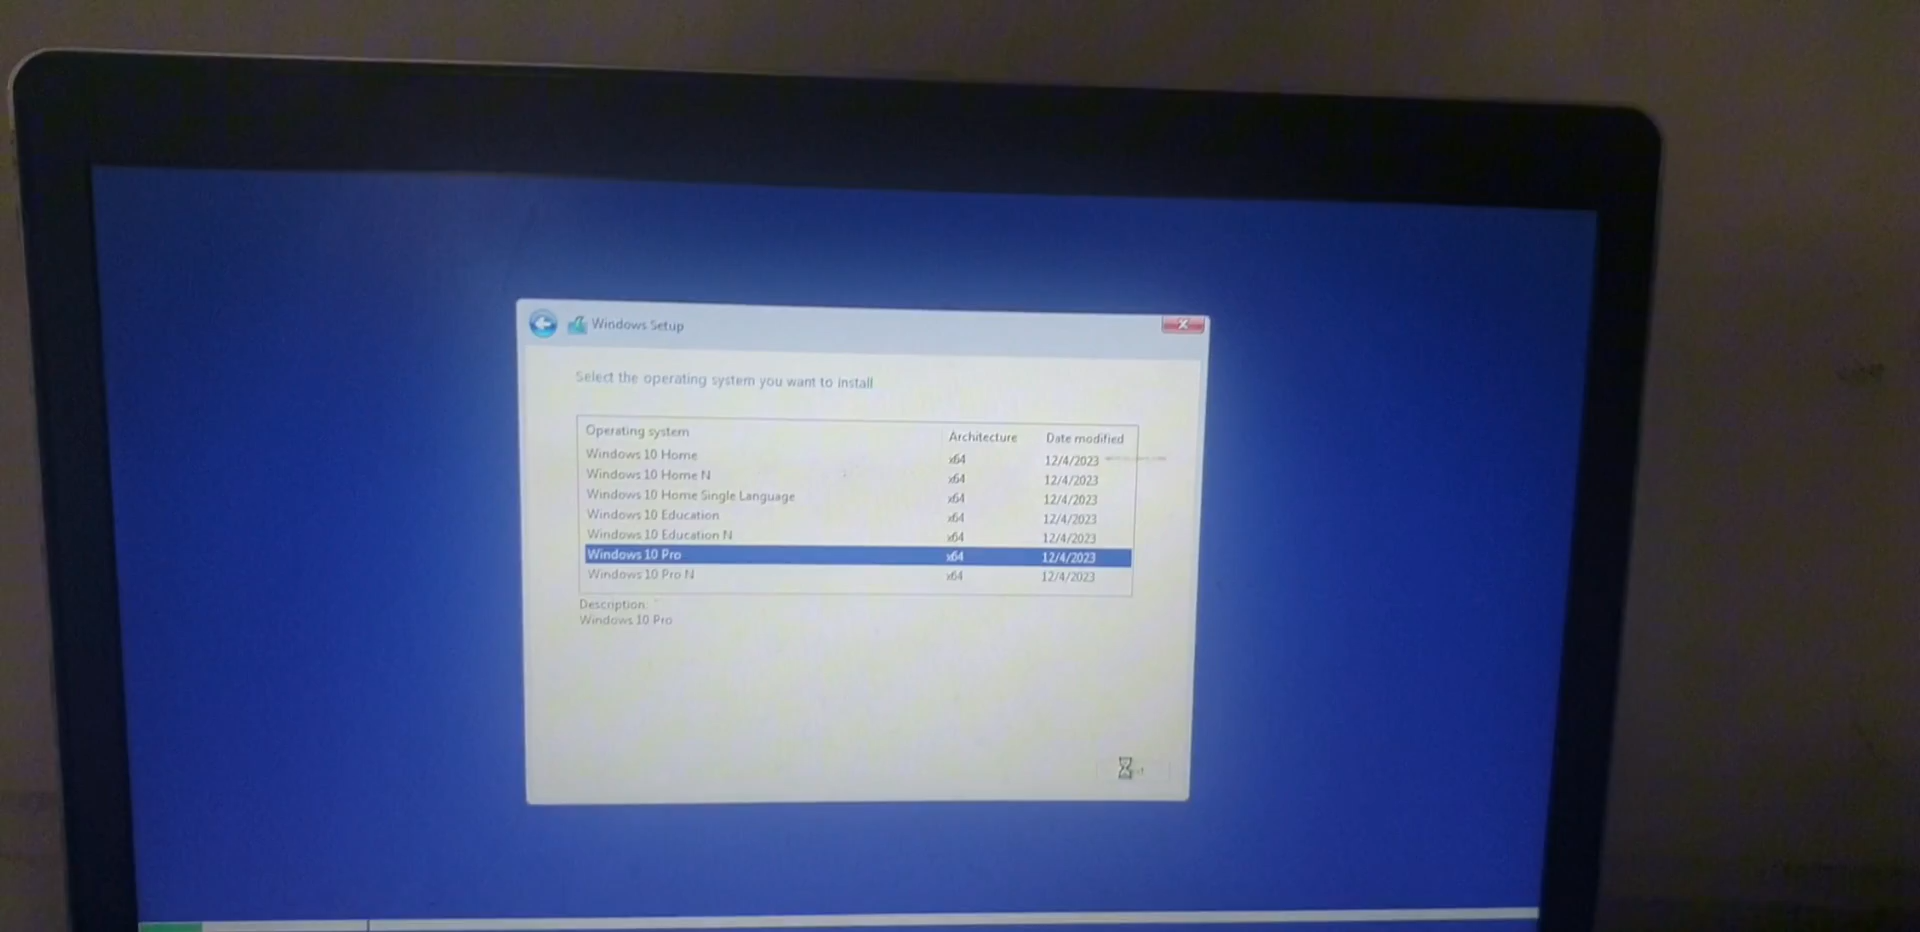 Windows Setup
Select the operating system you want to install
Operating system Architecture Date modified
Windows 10 Home x64 12/4/2023
Windows 10 Home N x64 12/4/2023
Windows 10 Home Single Language x64 12/4/2023
Windows 10 Education x64 12/4/2023
Windows 10 Education N x64 12/4/2023
Windows 10 Pro x64 12/4/2023
Windows 10 Pro N x64 12/4/2023
Description:
Windows 10 Pro